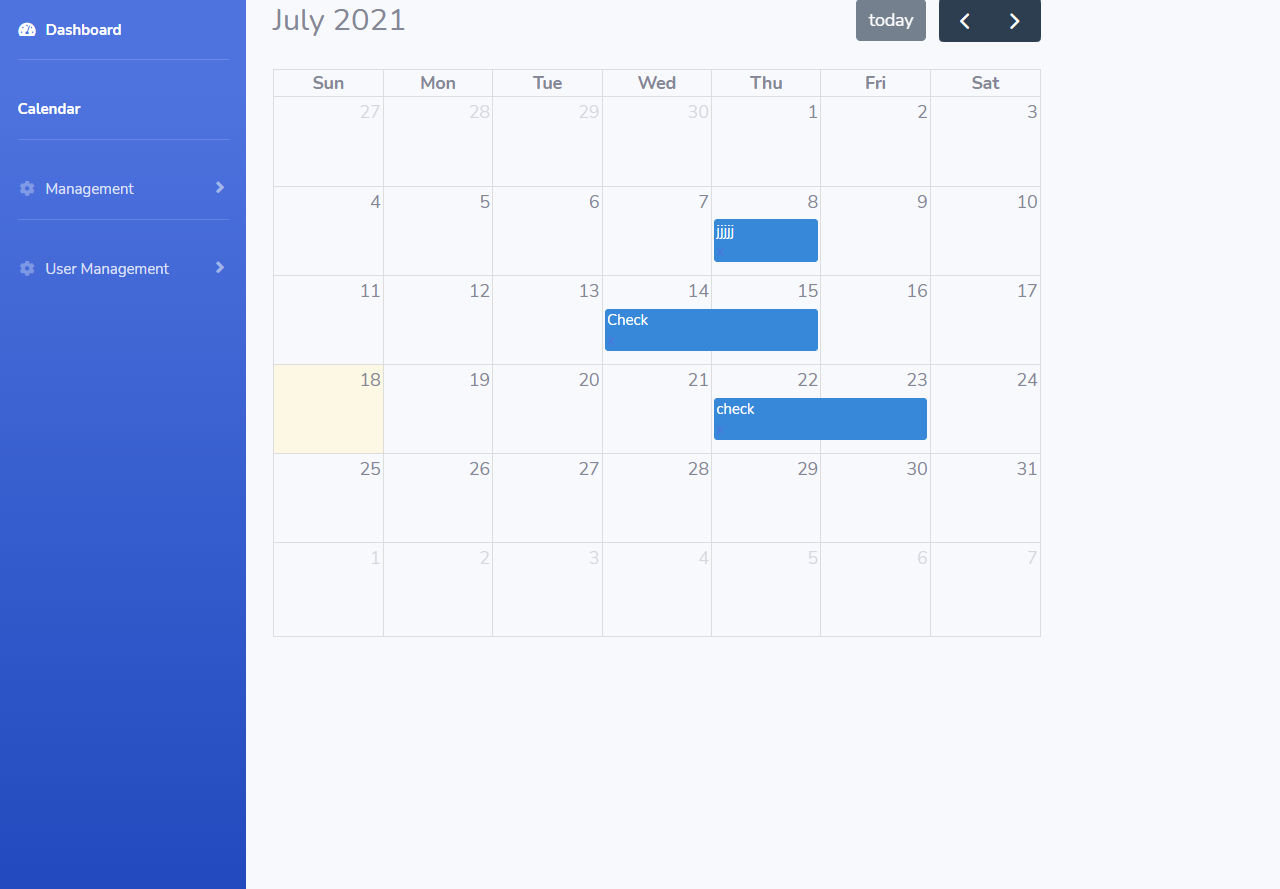 Dashboard
Calendar
Management
User Management
July 2021
today
Sun Mon Tue Wed Thu Fri Sat
27 28 29 30 1 2 3
4 5 6 7 8 9 10
jjjjj
11 12 13 14 15 16 17
Check
18 19 20 21 22 23 24
check
25 26 27 28 29 30 31
1 2 3 4 5 6 7